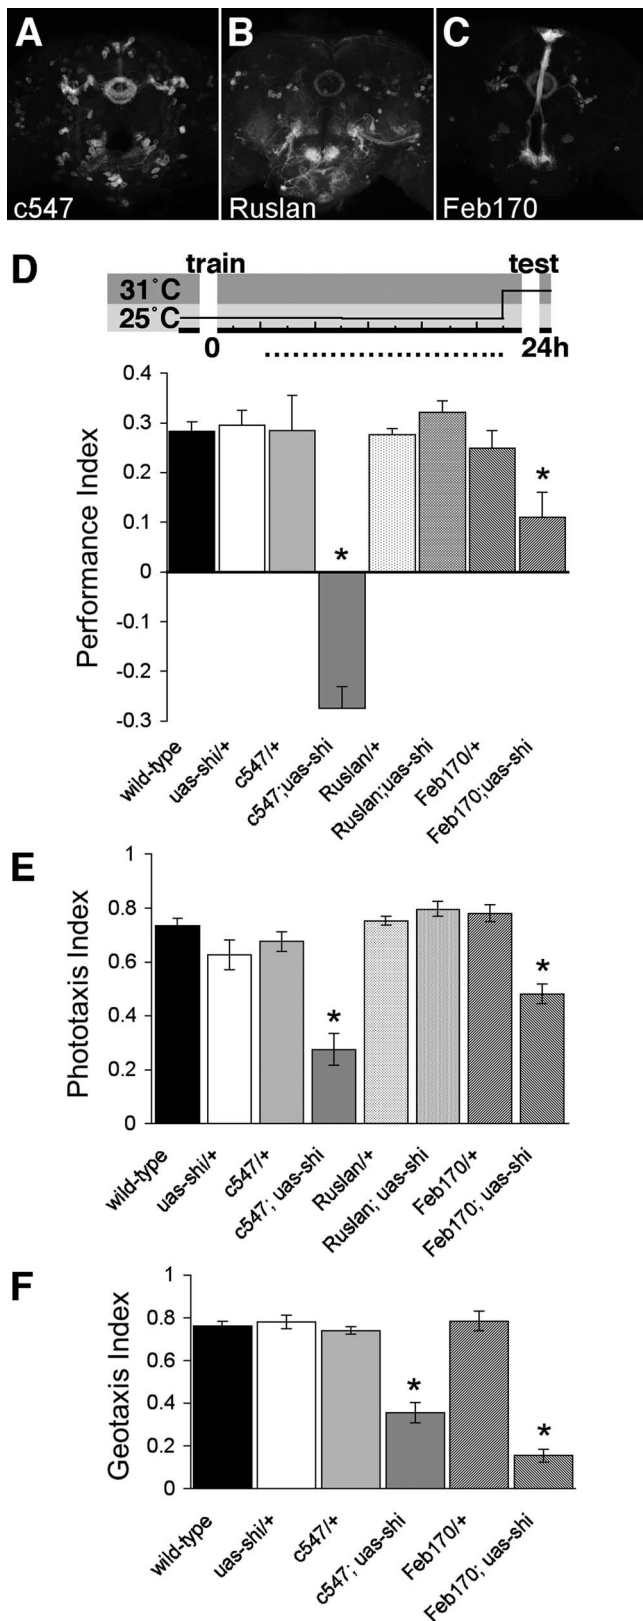 A
B
C
c547
Ruslan
Feb170
D
train
test
31°C
25°C
0
24h
Performance Index
0.4
0.3
0.2
0.1
0
-0.1
-0.2
-0.3
*
*
wild-type
uas-shi/+
c547/+
c547;uas-shi
Ruslan/+
Ruslan;uas-shi
Feb170/+
Feb170;uas-shi
E
Phototaxis Index
1
0.8
0.6
0.4
0.2
0
*
*
wild-type
uas-shi/+
c547/+
c547; uas-shi
Ruslan/+
Ruslan; uas-shi
Feb170/+
Feb170; uas-shi
F
Geotaxis Index
1
0.8
0.6
0.4
0.2
0
*
*
wild-type
uas-shi/+
c547/+
c547; uas-shi
Feb170/+
Feb170; uas-shi